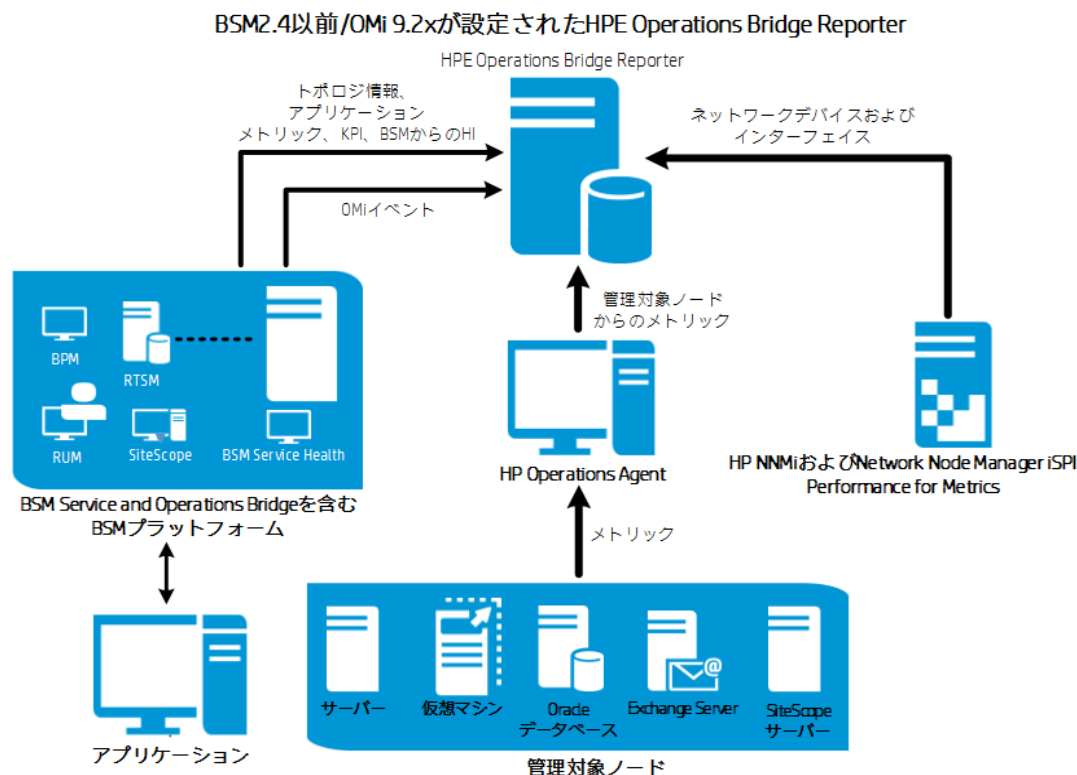 BSM2.4以前/OMi 9.2xが設定されたHPE Operations Bridge Reporter
HPE Operations Bridge Reporter
トポロジ情報、
アプリケーション
メトリック、KPI、BSMからのHI
ネットワークデバイスおよび
インターフェイス
OMiイベント
管理対象ノード
からのメトリック
BPM
RTSM
RUM
SiteScope
BSM Service Health
HP Operations Agent
HP NNMiおよびNetwork Node Manager iSPI
Performance for Metrics
BSM Service and Operations Bridgeを含む
BSMプラットフォーム
メトリック
サーバー
仮想マシン
Oracle
データベース
Exchange Server
SiteScope
サーバー
アプリケーション
管理対象ノード